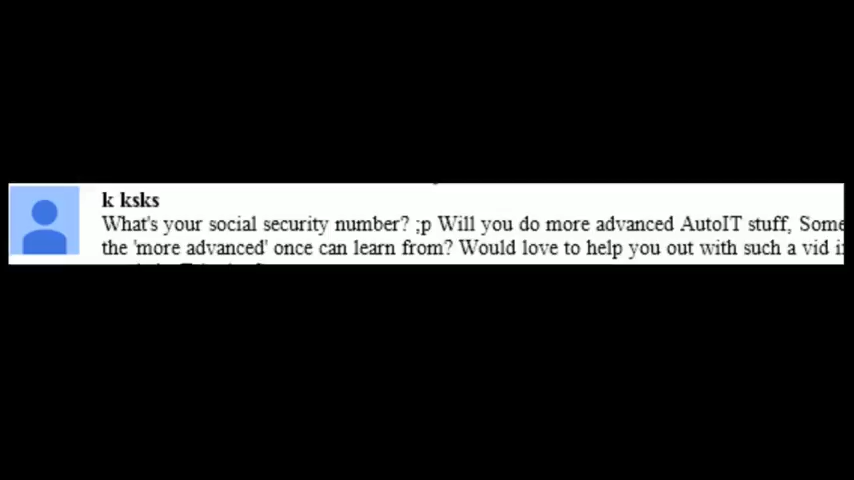 k ksks
What's your social security number? ;p Will you do more advanced AutoIT stuff, Some
the 'more advanced' once can learn from? Would love to help you out with such a vid